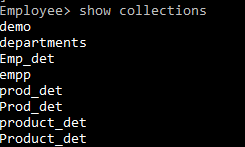 Employee> show collections
demo
departments
Emp_det
empp
prod_det
Prod_Det
product_det
Product_det